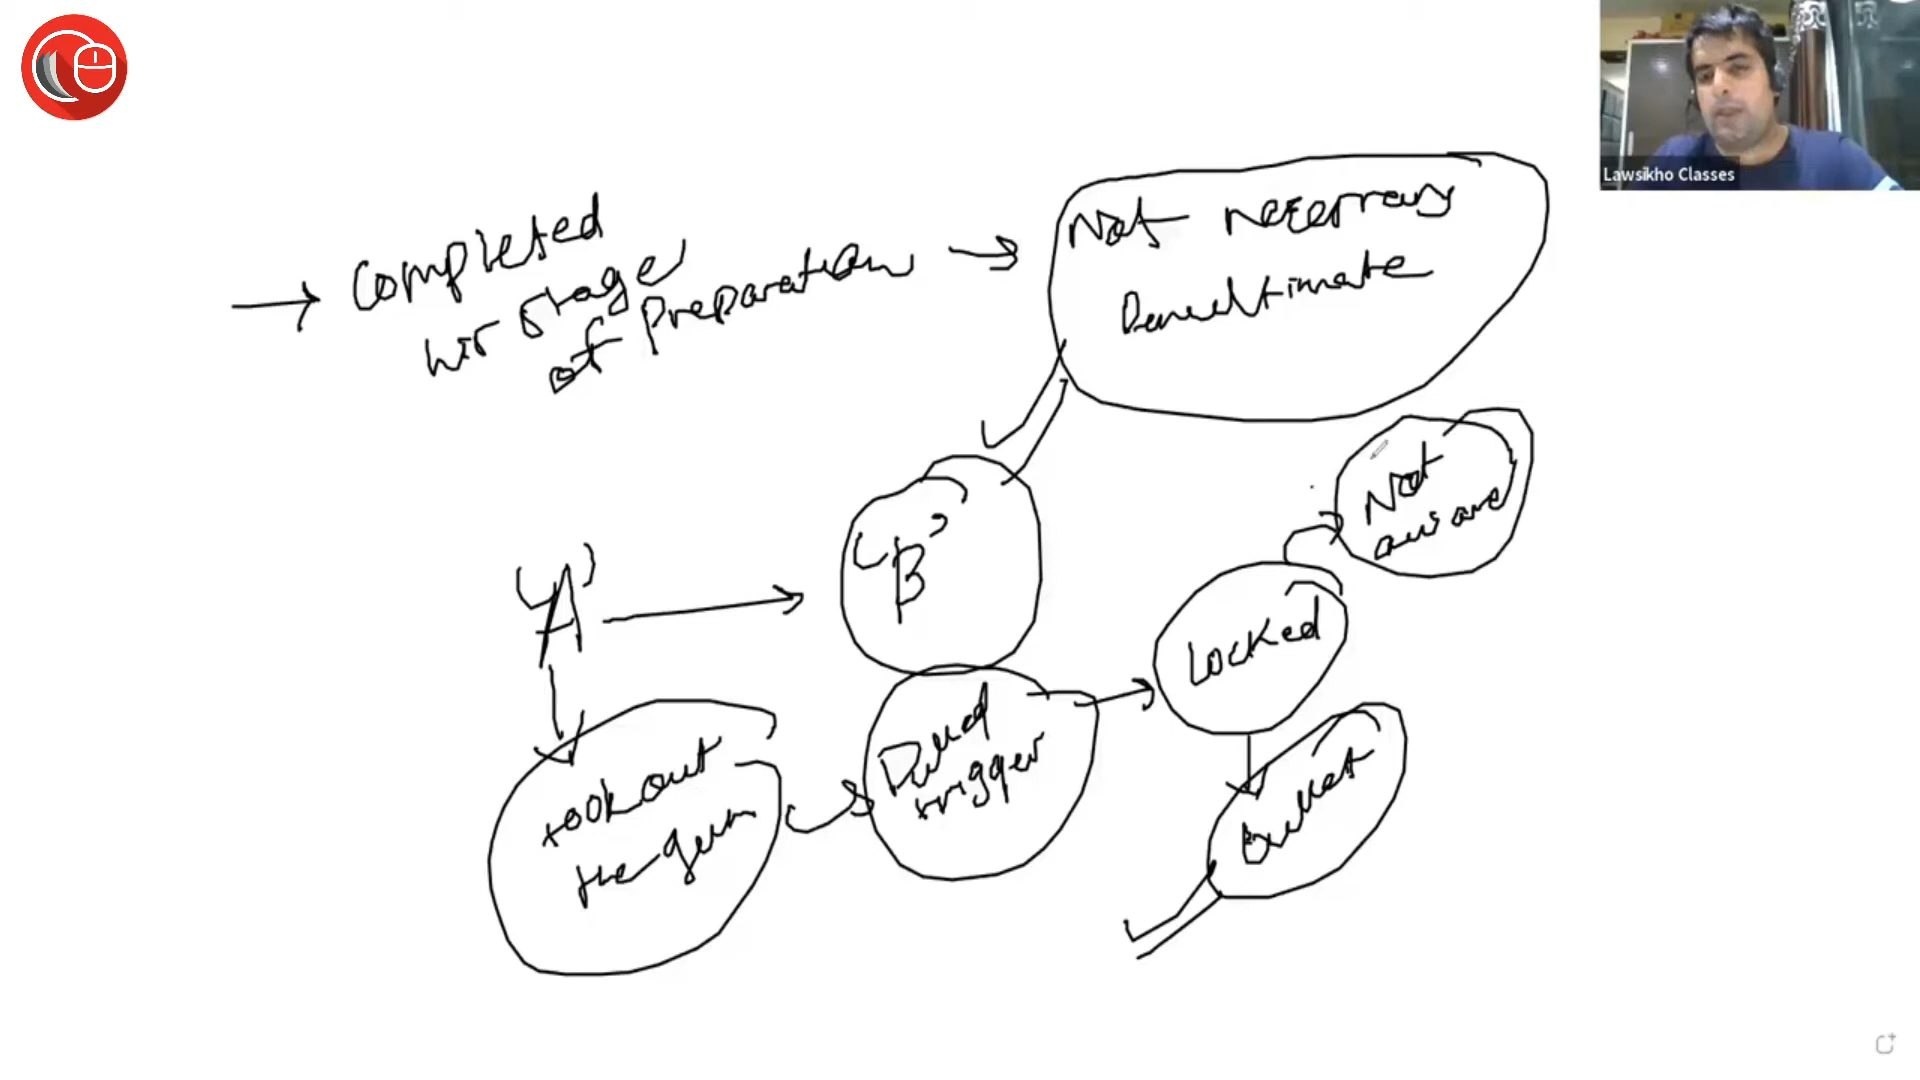 Lawsikho Classes
→ completed
his stage
of preparation →
Not necessary
Penultimate
Not
aware
'A' → 'B'
Locked
took out
the gun
Pulled
trigger
Bullet